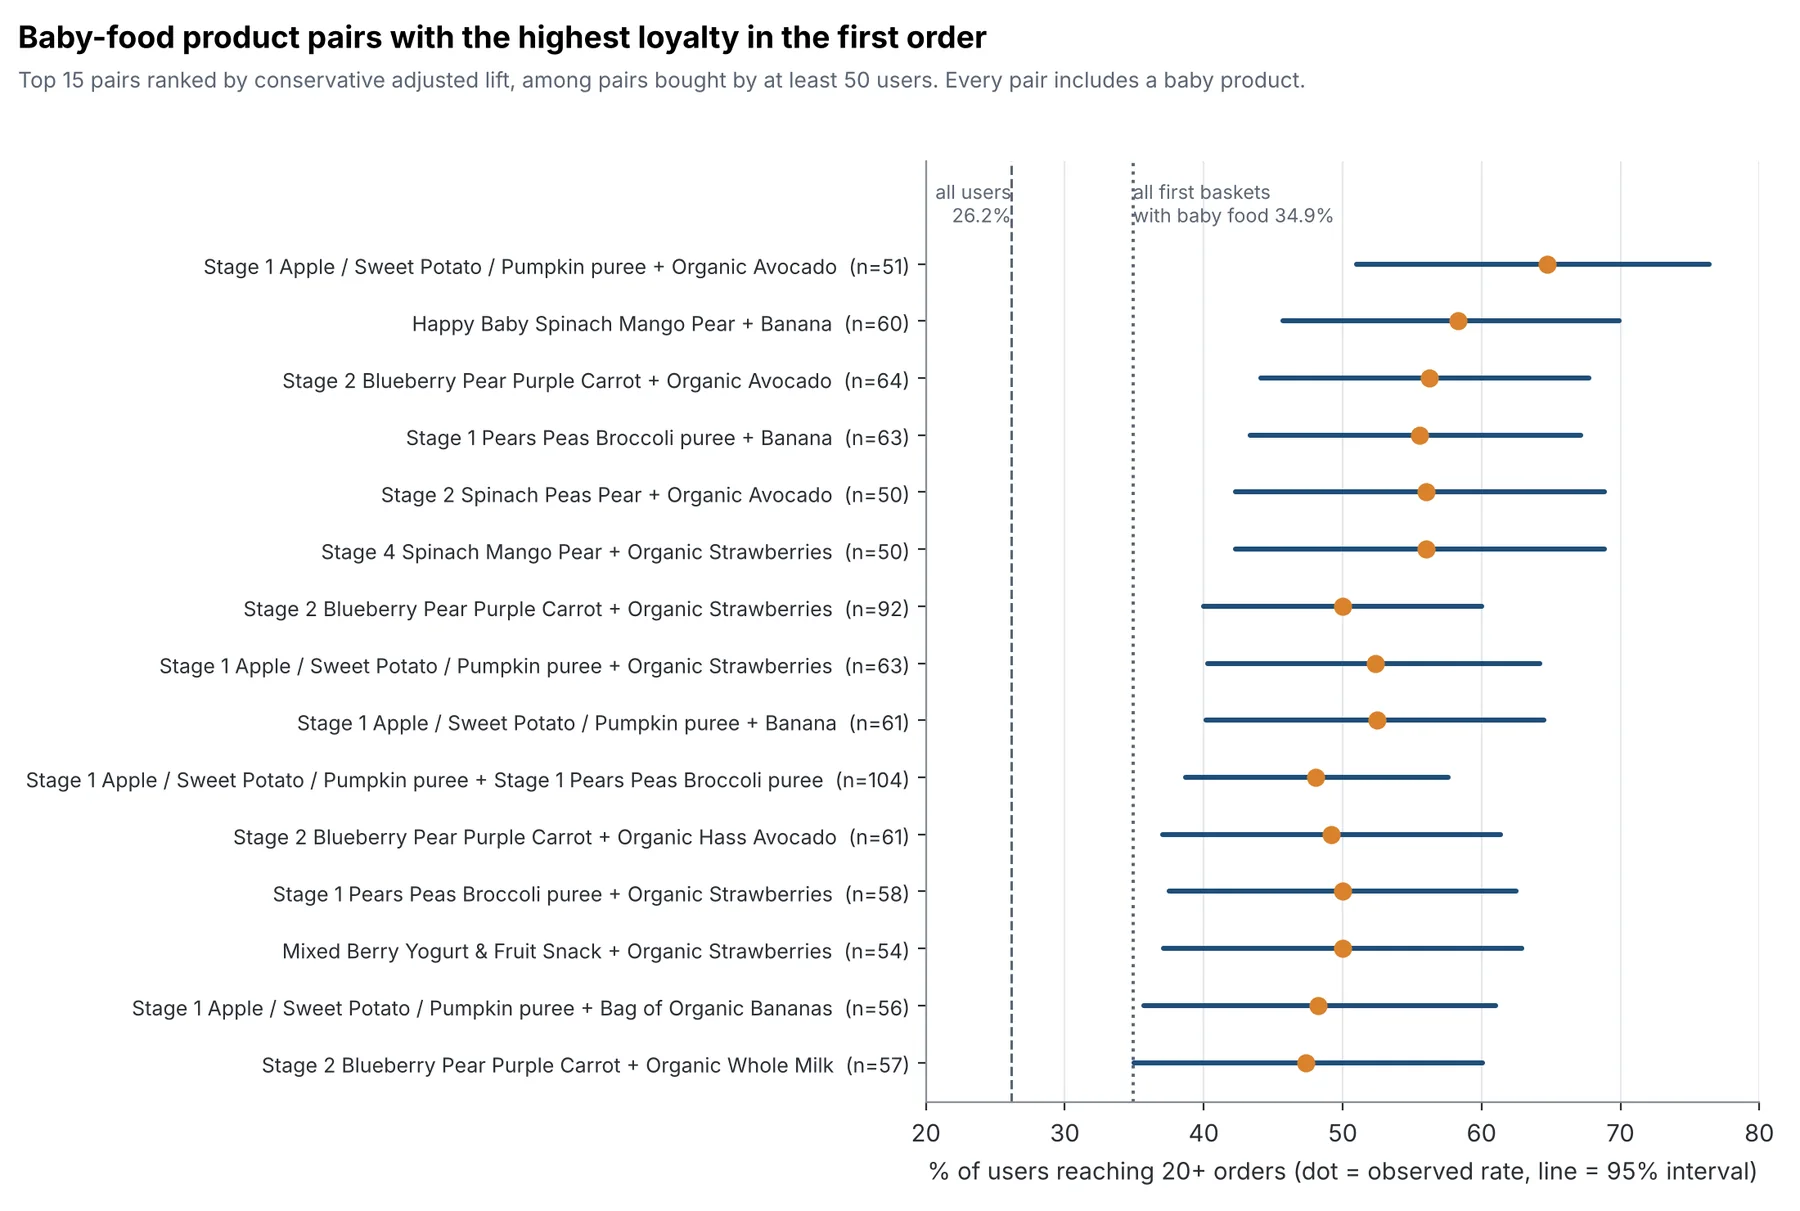 Baby-food product pairs with the highest loyalty in the first order
Top 15 pairs ranked by conservative adjusted lift, among pairs bought by at least 50 users. Every pair includes a baby product.
all users
26.2%
all first baskets
with baby food 34.9%
Stage 1 Apple / Sweet Potato / Pumpkin puree + Organic Avocado (n=51)
Happy Baby Spinach Mango Pear + Banana (n=60)
Stage 2 Blueberry Pear Purple Carrot + Organic Avocado (n=64)
Stage 1 Pears Peas Broccoli puree + Banana (n=63)
Stage 2 Spinach Peas Pear + Organic Avocado (n=50)
Stage 4 Spinach Mango Pear + Organic Strawberries (n=50)
Stage 2 Blueberry Pear Purple Carrot + Organic Strawberries (n=92)
Stage 1 Apple / Sweet Potato / Pumpkin puree + Organic Strawberries (n=63)
Stage 1 Apple / Sweet Potato / Pumpkin puree + Banana (n=61)
Stage 1 Apple / Sweet Potato / Pumpkin puree + Stage 1 Pears Peas Broccoli puree (n=104)
Stage 2 Blueberry Pear Purple Carrot + Organic Hass Avocado (n=61)
Stage 1 Pears Peas Broccoli puree + Organic Strawberries (n=58)
Mixed Berry Yogurt & Fruit Snack + Organic Strawberries (n=54)
Stage 1 Apple / Sweet Potato / Pumpkin puree + Bag of Organic Bananas (n=56)
Stage 2 Blueberry Pear Purple Carrot + Organic Whole Milk (n=57)
20 30 40 50 60 70 80
% of users reaching 20+ orders (dot = observed rate, line = 95% interval)